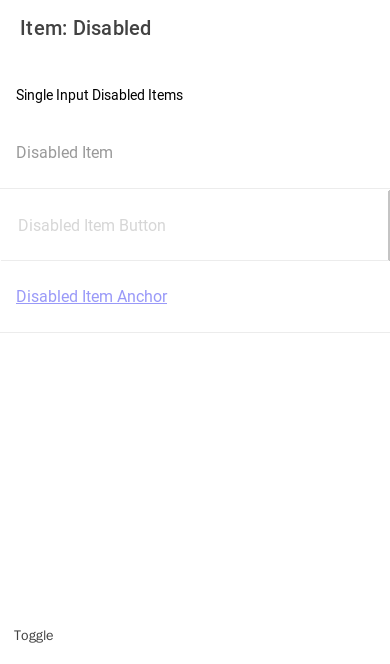 Item: Disabled
Single Input Disabled Items
Disabled Item
Disabled Item Button
Disabled Item Anchor
Toggle